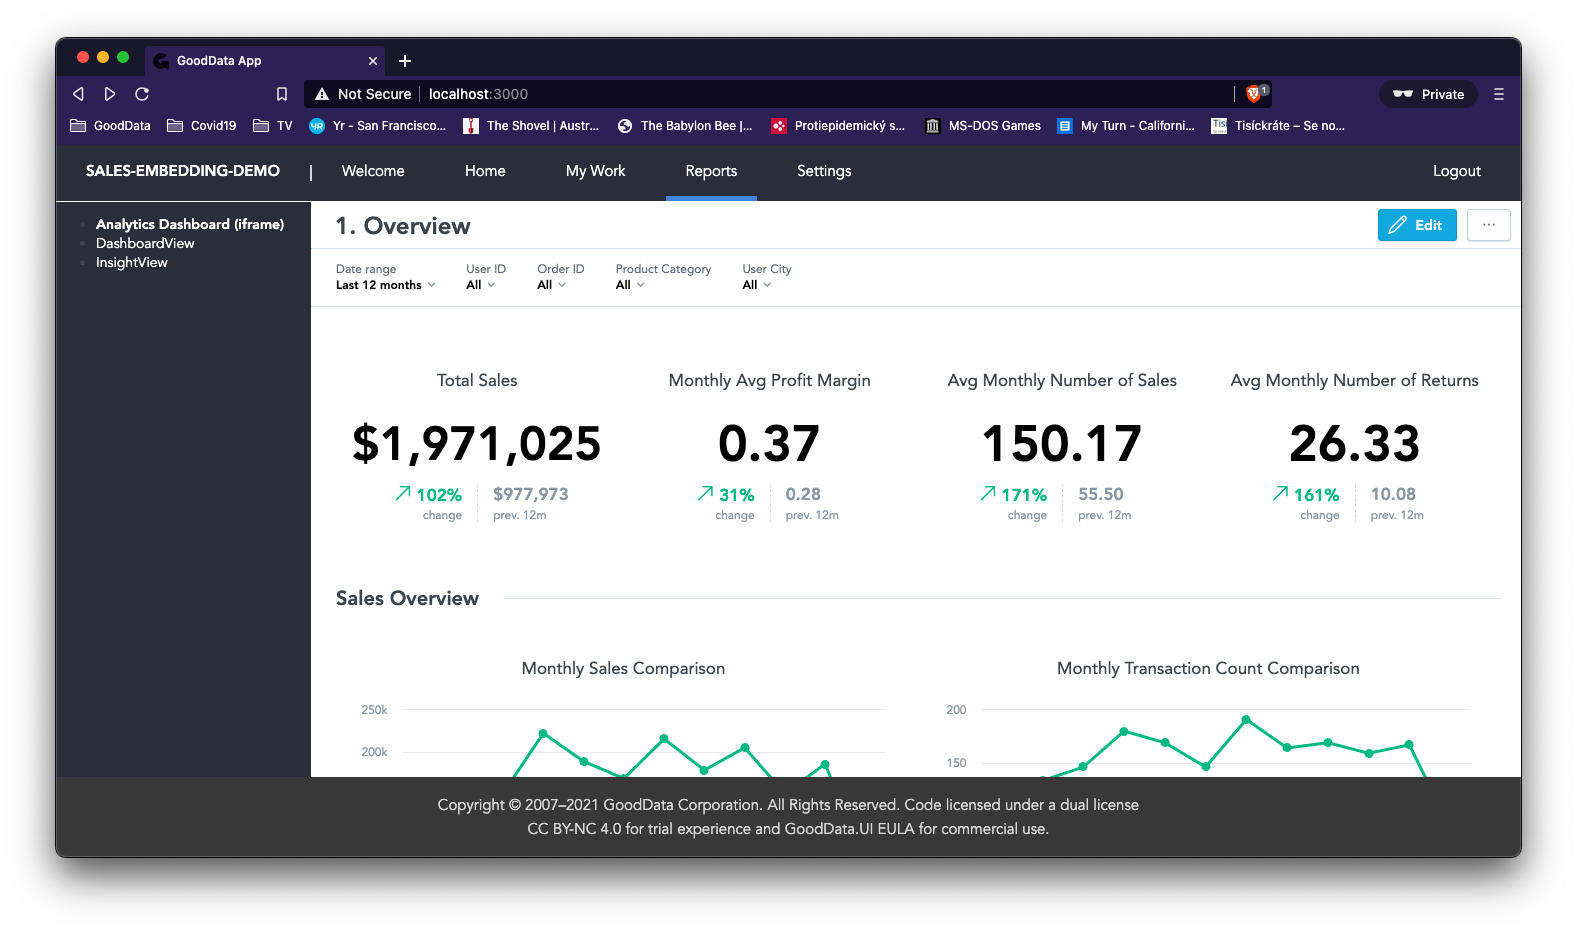 GoodData App
Not Secure localhost:3000
1
Private
GoodData Covid19 TV Yr - San Francisco... The Shovel | Austr... The Babylon Bee |... Protiepidemický s... MS-DOS Games My Turn - Californi... Tisíckráte – Se no...
SALES-EMBEDDING-DEMO | Welcome Home My Work Reports Settings Logout
Analytics Dashboard (iframe)
DashboardView
InsightView
1. Overview
Edit
Date range User ID Order ID Product Category User City
Last 12 months All All All All
Total Sales Monthly Avg Profit Margin Avg Monthly Number of Sales Avg Monthly Number of Returns
$1,971,025 0.37 150.17 26.33
102% $977,973 31% 0.28 171% 55.50 161% 10.08
change prev. 12m change prev. 12m change prev. 12m change prev. 12m
Sales Overview
Monthly Sales Comparison Monthly Transaction Count Comparison
250k 200
200k 150
Copyright © 2007–2021 GoodData Corporation. All Rights Reserved. Code licensed under a dual license
CC BY-NC 4.0 for trial experience and GoodData.UI EULA for commercial use.